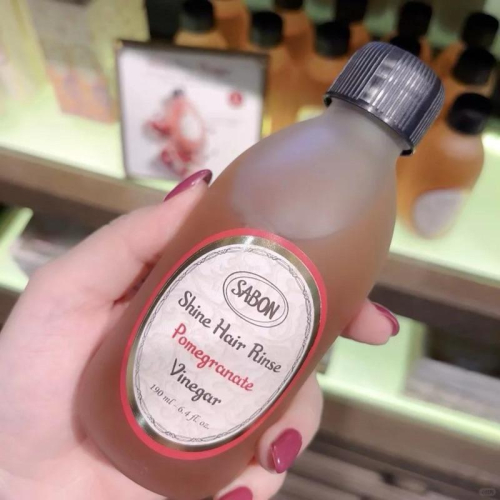 SABON
Shine Hair Rinse
Pomegranate
Vinegar
190 ml - 6.4 fl. oz.